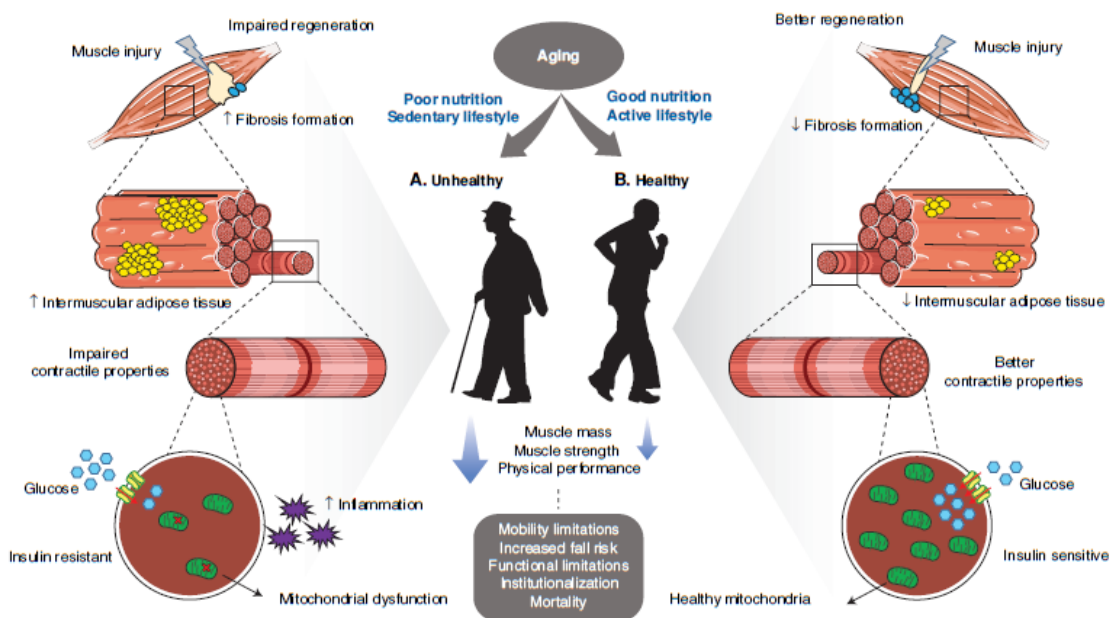 Impaired regeneration
Muscle injury
↑ Fibrosis formation
↑ Intermuscular adipose tissue
Impaired
contractile properties
Glucose
↑ Inflammation
Insulin resistant
Mitochondrial dysfunction
Aging
Poor nutrition
Sedentary lifestyle
Good nutrition
Active lifestyle
A. Unhealthy
B. Healthy
Muscle mass
Muscle strength
Physical performance
Mobility limitations
Increased fall risk
Functional limitations
Institutionalization
Mortality
Better regeneration
Muscle injury
↓ Fibrosis formation
↓ Intermuscular adipose tissue
Better
contractile properties
Glucose
Insulin sensitive
Healthy mitochondria